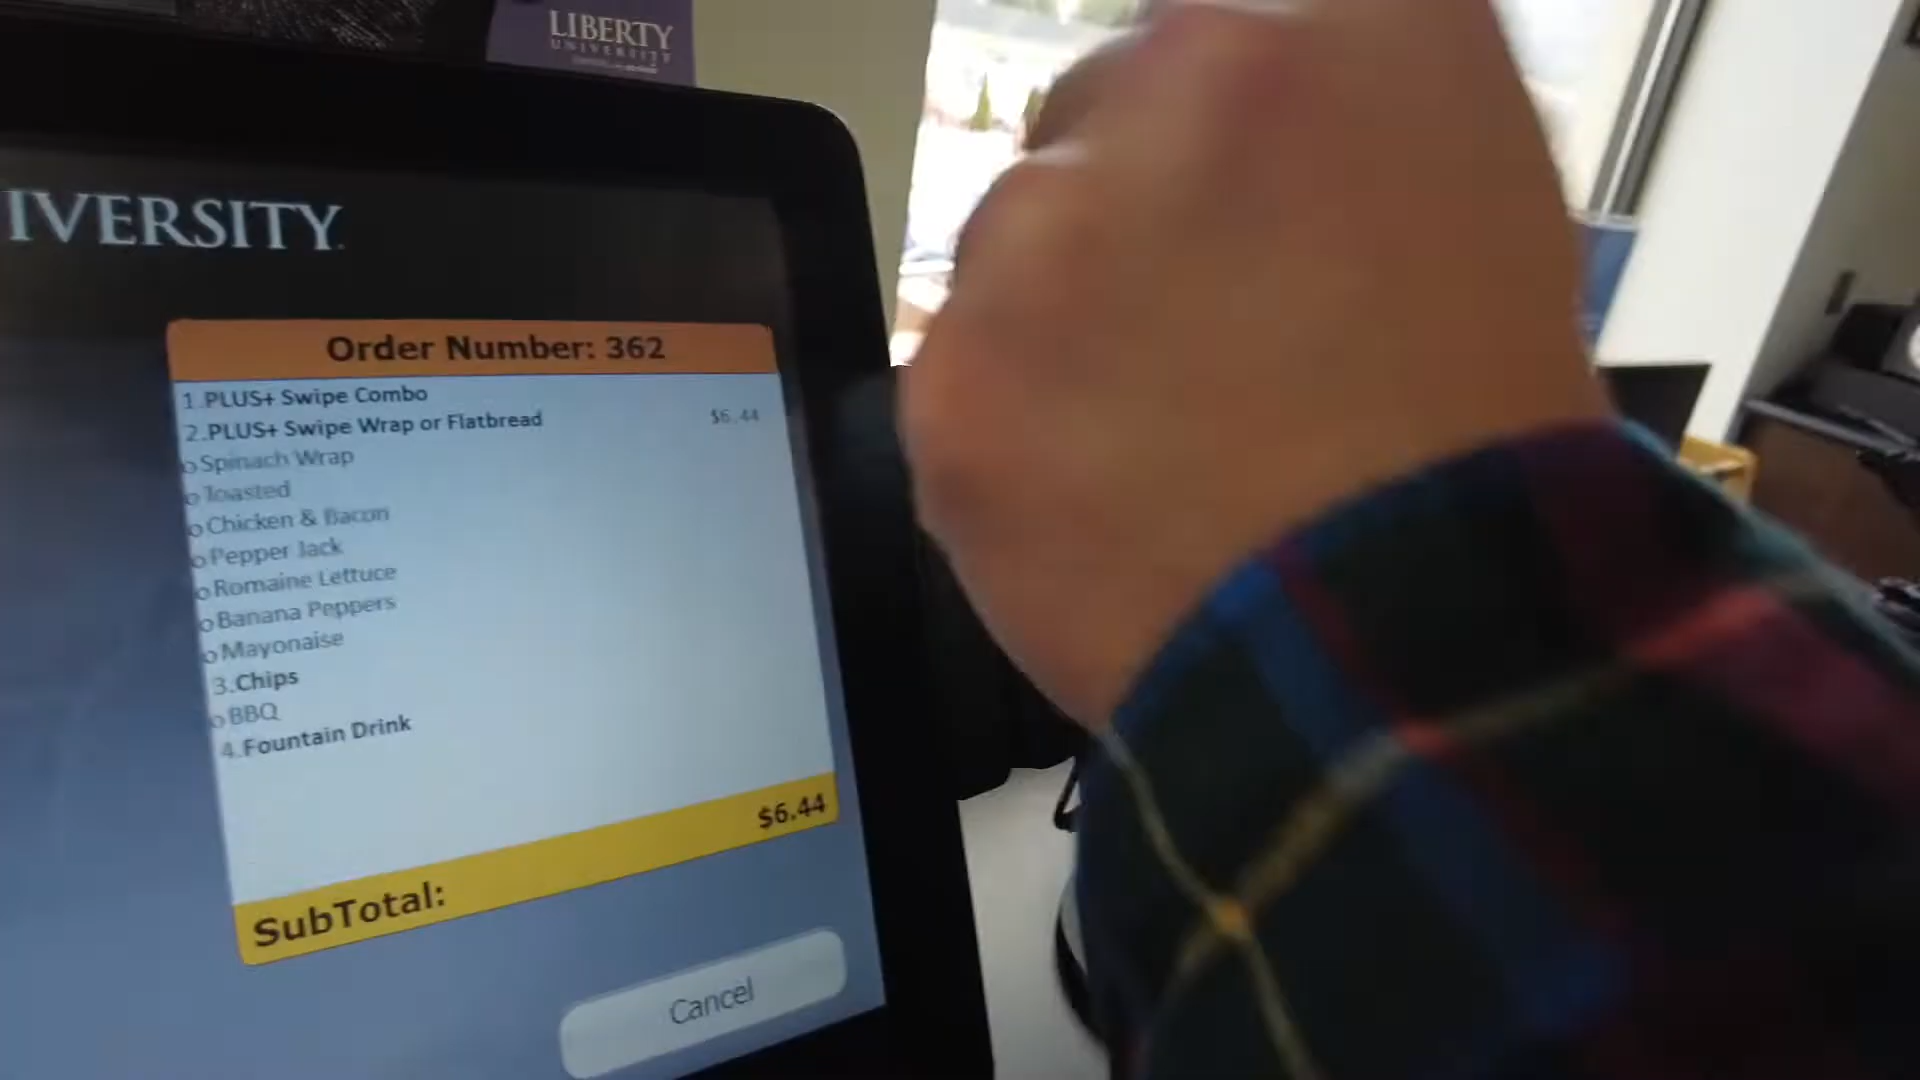 LIBERTY
UNIVERSITY
IVERSITY
Order Number: 362
1.PLUS+ Swipe Combo
2.PLUS+ Swipe Wrap or Flatbread $6.44
o Spinach Wrap
o Toasted
o Chicken & Bacon
o Pepper Jack
o Romaine Lettuce
o Banana Peppers
o Mayonaise
3.Chips
o BBQ
4.Fountain Drink
SubTotal: $6.44
Cancel